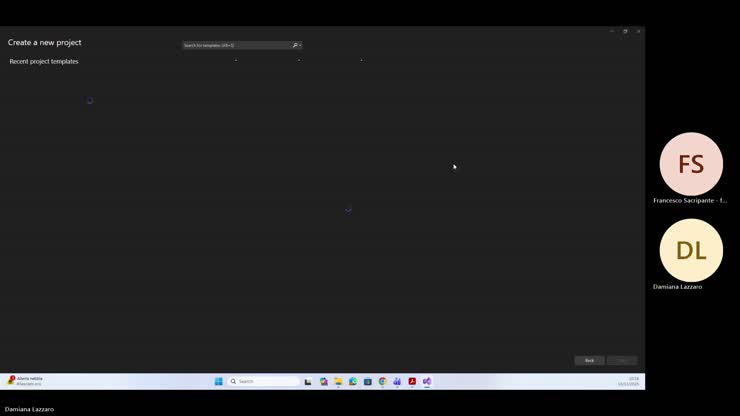 Create a new project
Search for templates (Alt+S)
Recent project templates
FS
Francesco Sacripante - f...
DL
Damiana Lazzaro
Back
Allerta nebbia
Search
Damiana Lazzaro